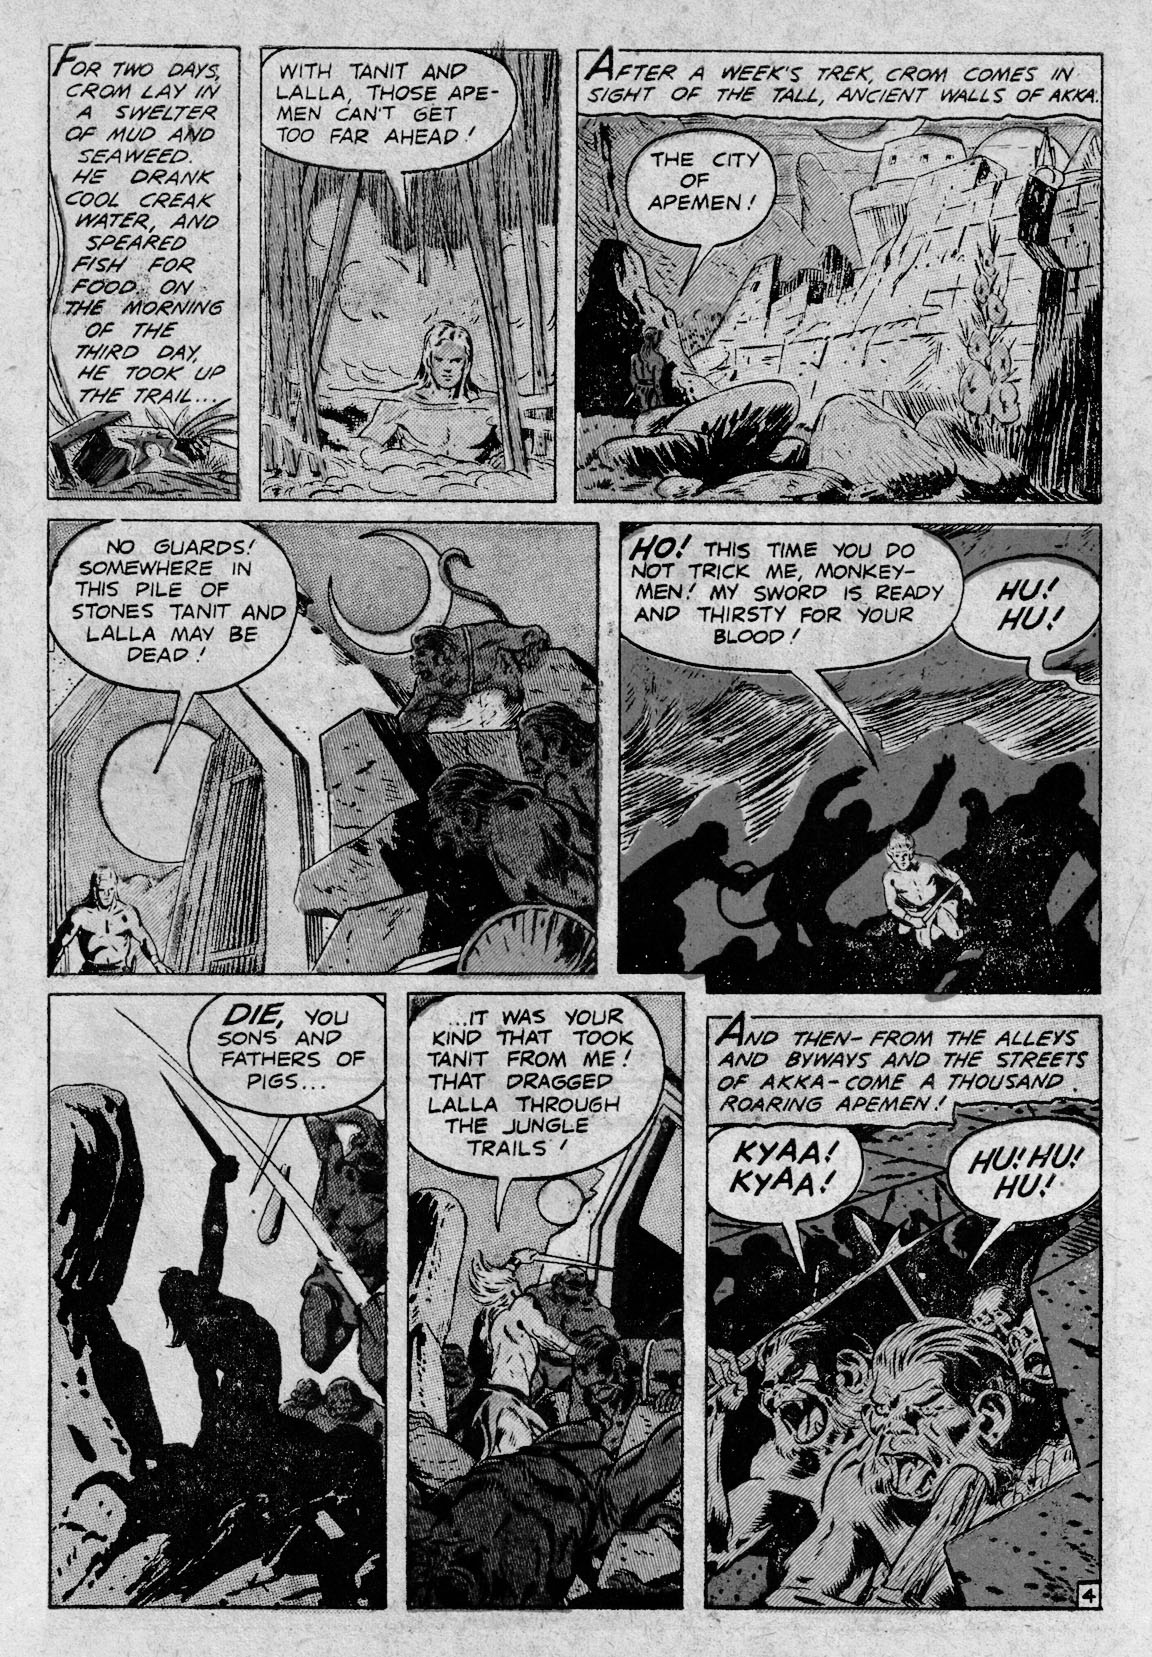 FOR TWO DAYS,
CROM LAY IN
A SWELTER
OF MUD AND
SEAWEED.
HE DRANK
COOL CREAK
WATER, AND
SPEARED
FISH FOR
FOOD. ON
THE MORNING
OF THE
THIRD DAY,
HE TOOK UP
THE TRAIL...
WITH TANIT AND
LALLA, THOSE APE-
MEN CAN'T GET
TOO FAR AHEAD!
AFTER A WEEK'S TREK, CROM COMES IN
SIGHT OF THE TALL, ANCIENT WALLS OF AKKA.
THE CITY
OF
APEMEN!
NO GUARDS!
SOMEWHERE IN
THIS PILE OF
STONES TANIT AND
LALLA MAY BE
DEAD!
HO! THIS TIME YOU DO
NOT TRICK ME, MONKEY-
MEN! MY SWORD IS READY
AND THIRSTY FOR YOUR
BLOOD!
HU!
HU!
DIE, YOU
SONS AND
FATHERS OF
PIGS...
...IT WAS YOUR
KIND THAT TOOK
TANIT FROM ME!
THAT DRAGGED
LALLA THROUGH
THE JUNGLE
TRAILS!
AND THEN- FROM THE ALLEYS
AND BYWAYS AND THE STREETS
OF AKKA- COME A THOUSAND
ROARING APEMEN!
KYAA!
KYAA!
HU! HU!
HU!
4